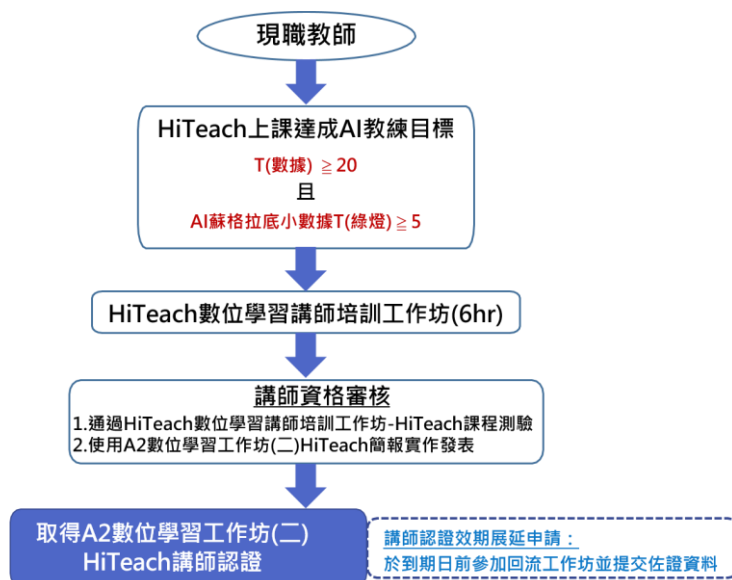 現職教師
HiTeach上課達成AI教練目標
T(數據) ≧20
且
AI蘇格拉底小數據T(綠燈)≧5
HiTeach數位學習講師培訓工作坊(6hr)
講師資格審核
1.通過HiTeach數位學習講師培訓工作坊-HiTeach課程測驗
2.使用A2數位學習工作坊(二)HiTeach簡報實作發表
取得A2數位學習工作坊(二)
HiTeach講師認證
講師認證效期展延申請：
於到期日前參加回流工作坊並提交佐證資料